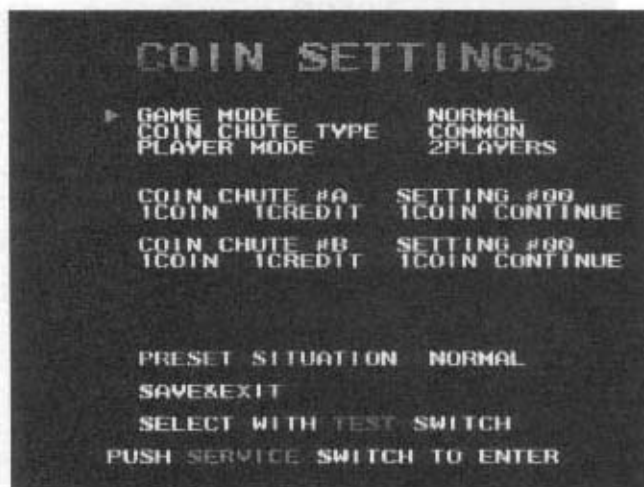 COIN SETTINGS
▶ GAME MODE NORMAL
COIN CHUTE TYPE COMMON
PLAYER MODE 2PLAYERS
COIN CHUTE #A SETTING #00
1COIN 1CREDIT 1COIN CONTINUE
COIN CHUTE #B SETTING #00
1COIN 1CREDIT 1COIN CONTINUE
PRESET SITUATION NORMAL
SAVE&EXIT
SELECT WITH TEST SWITCH
PUSH SERVICE SWITCH TO ENTER